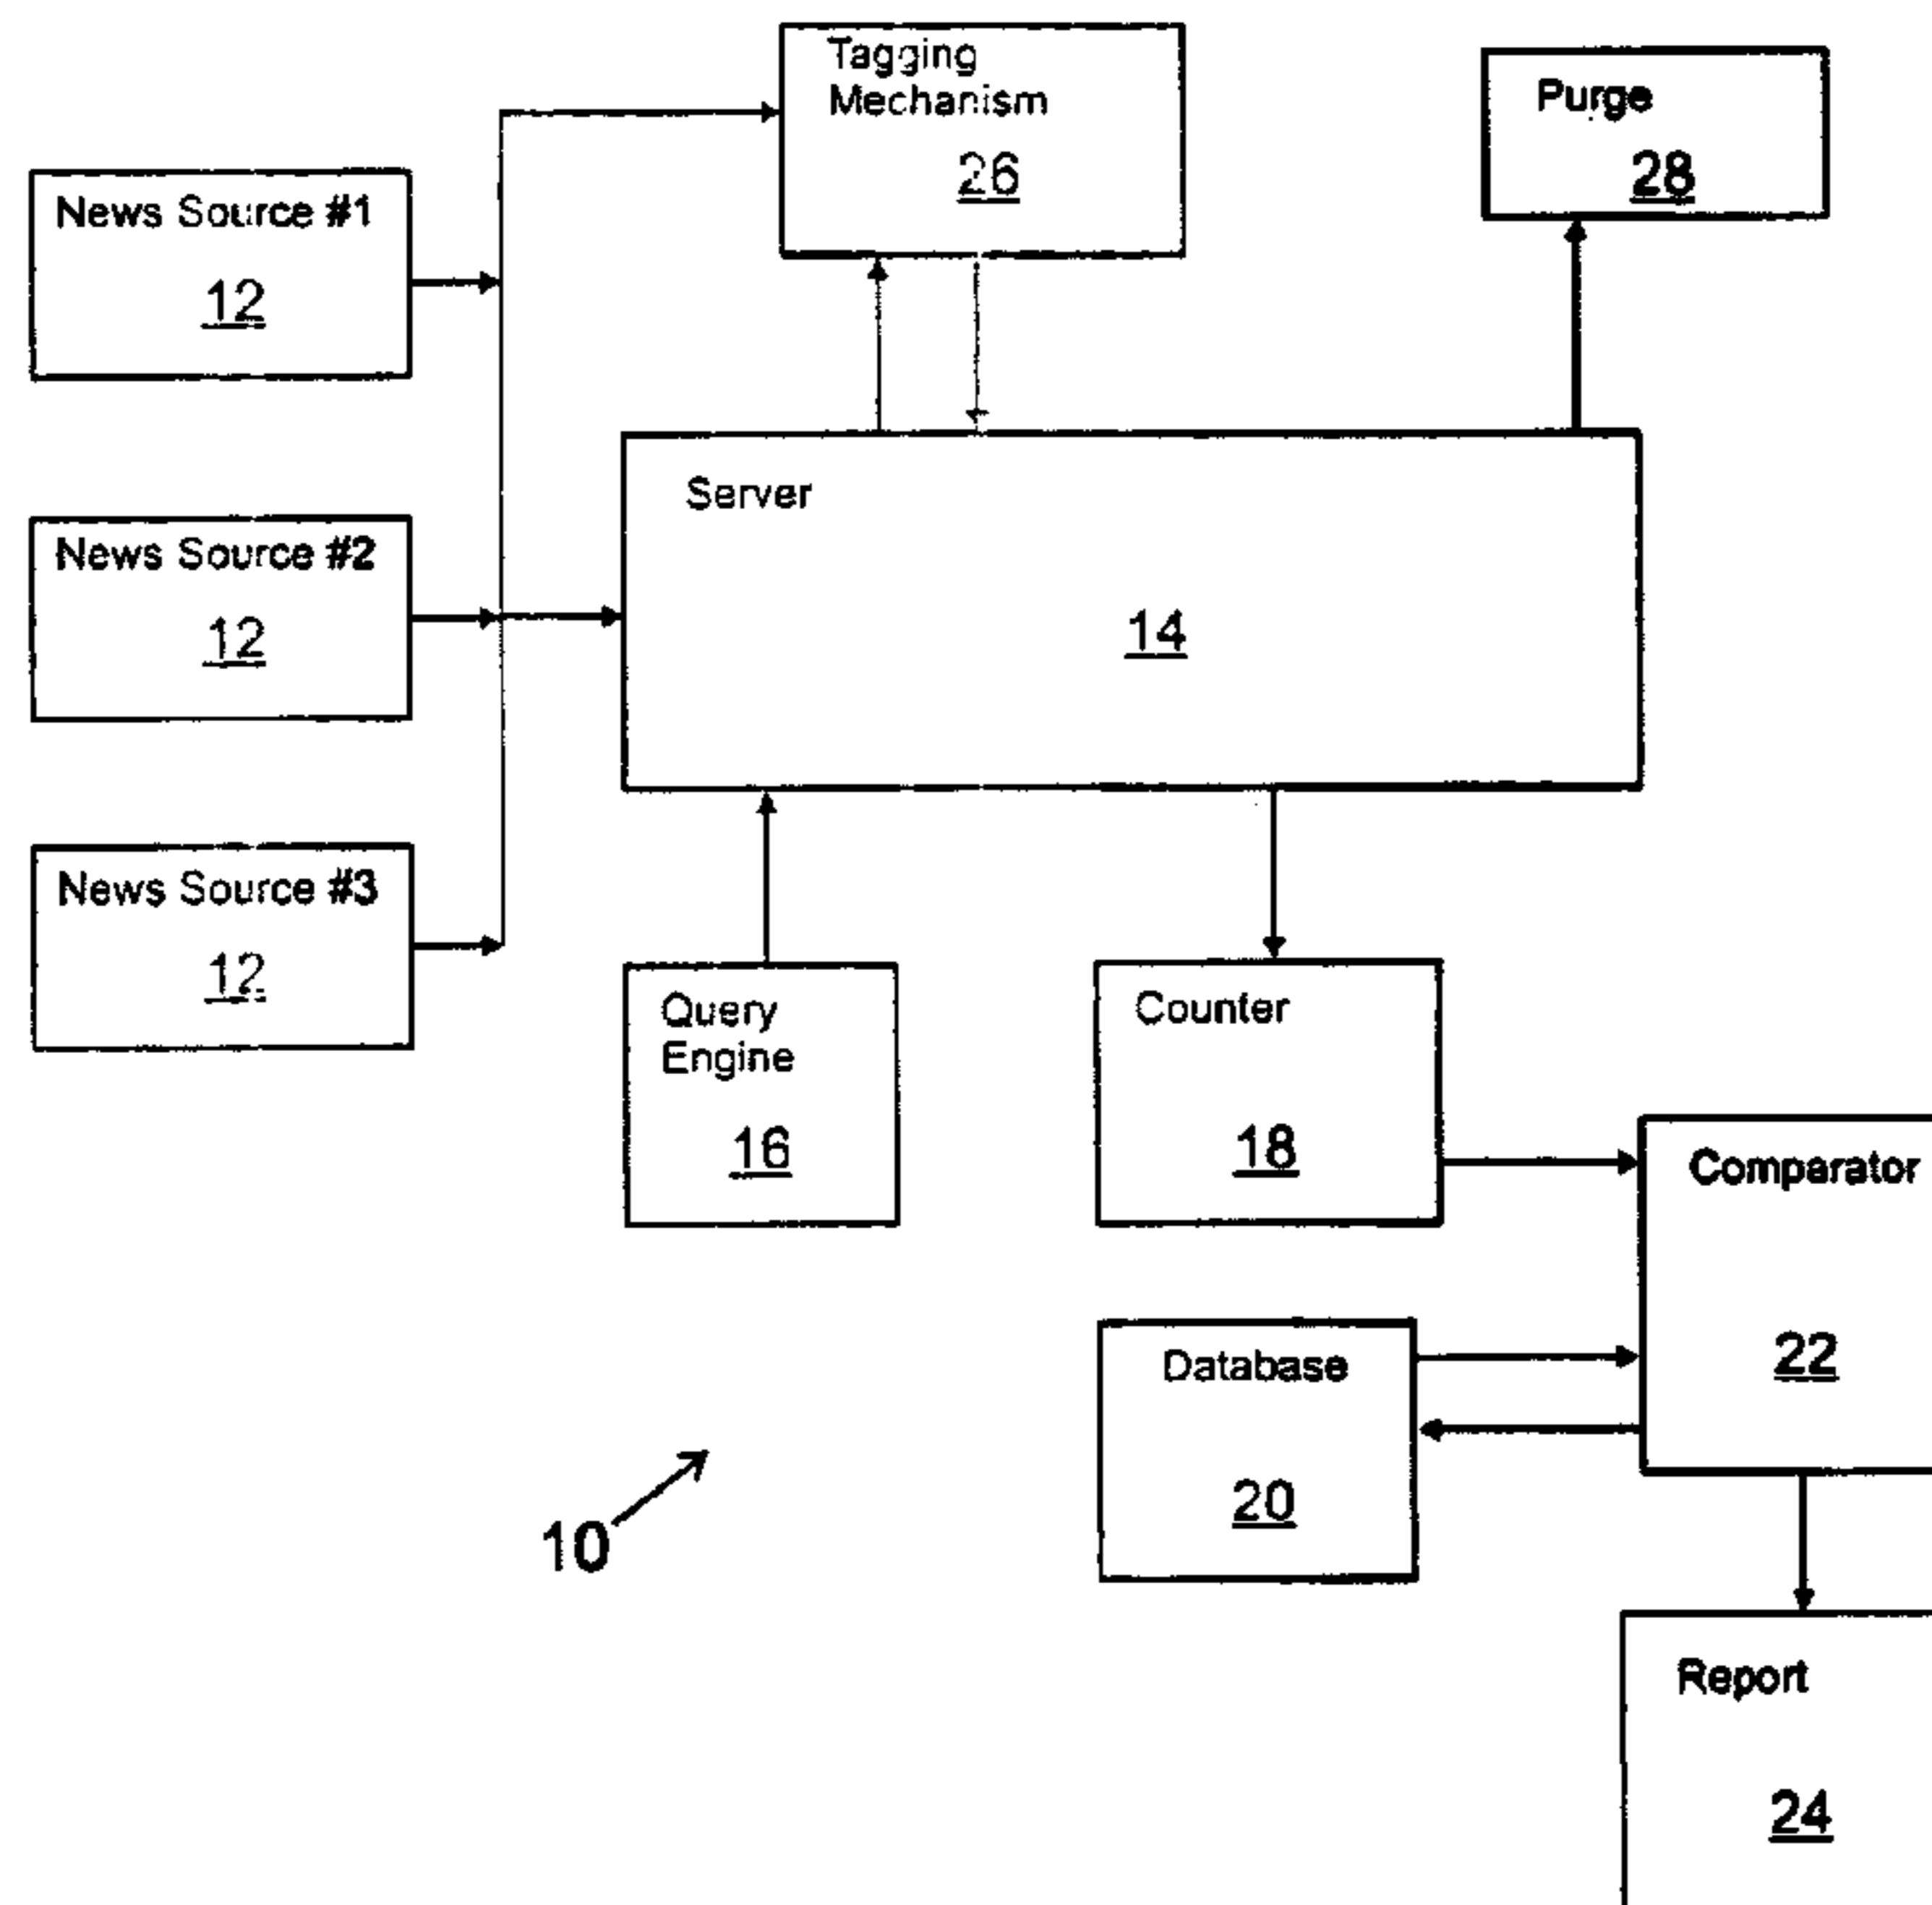 Tagging
Mechanism
26
Purge
28
News Source #1
12
Server
14
News Source #2
12
News Source #3
12
Query
Engine
16
Counter
18
Comparator
22
Database
20
10
Report
24